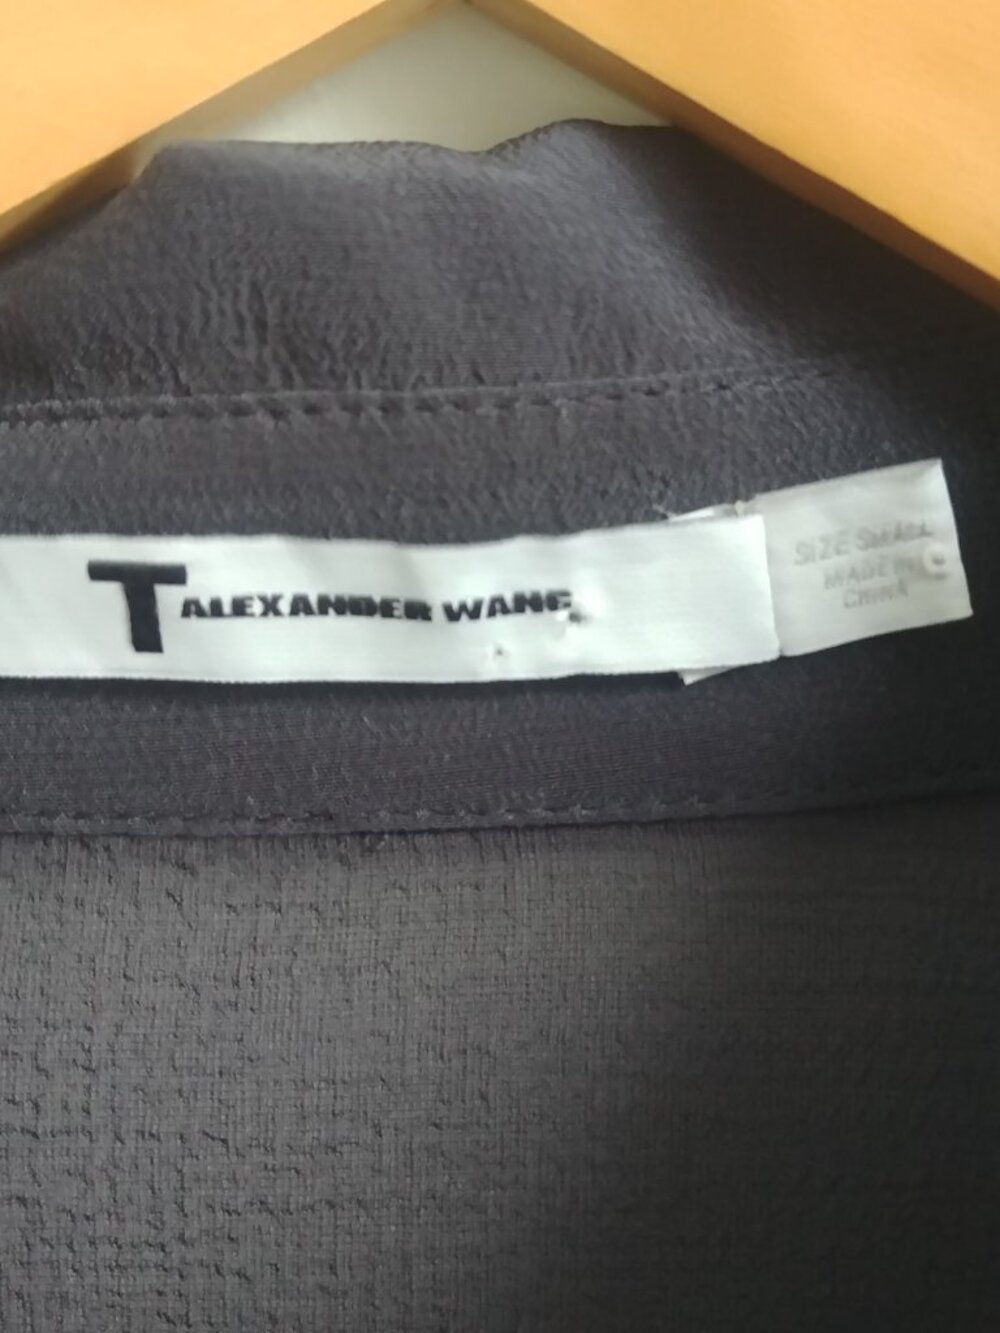 T ALEXANDER WANG
SIZE SMALL
MADE IN
CHINA